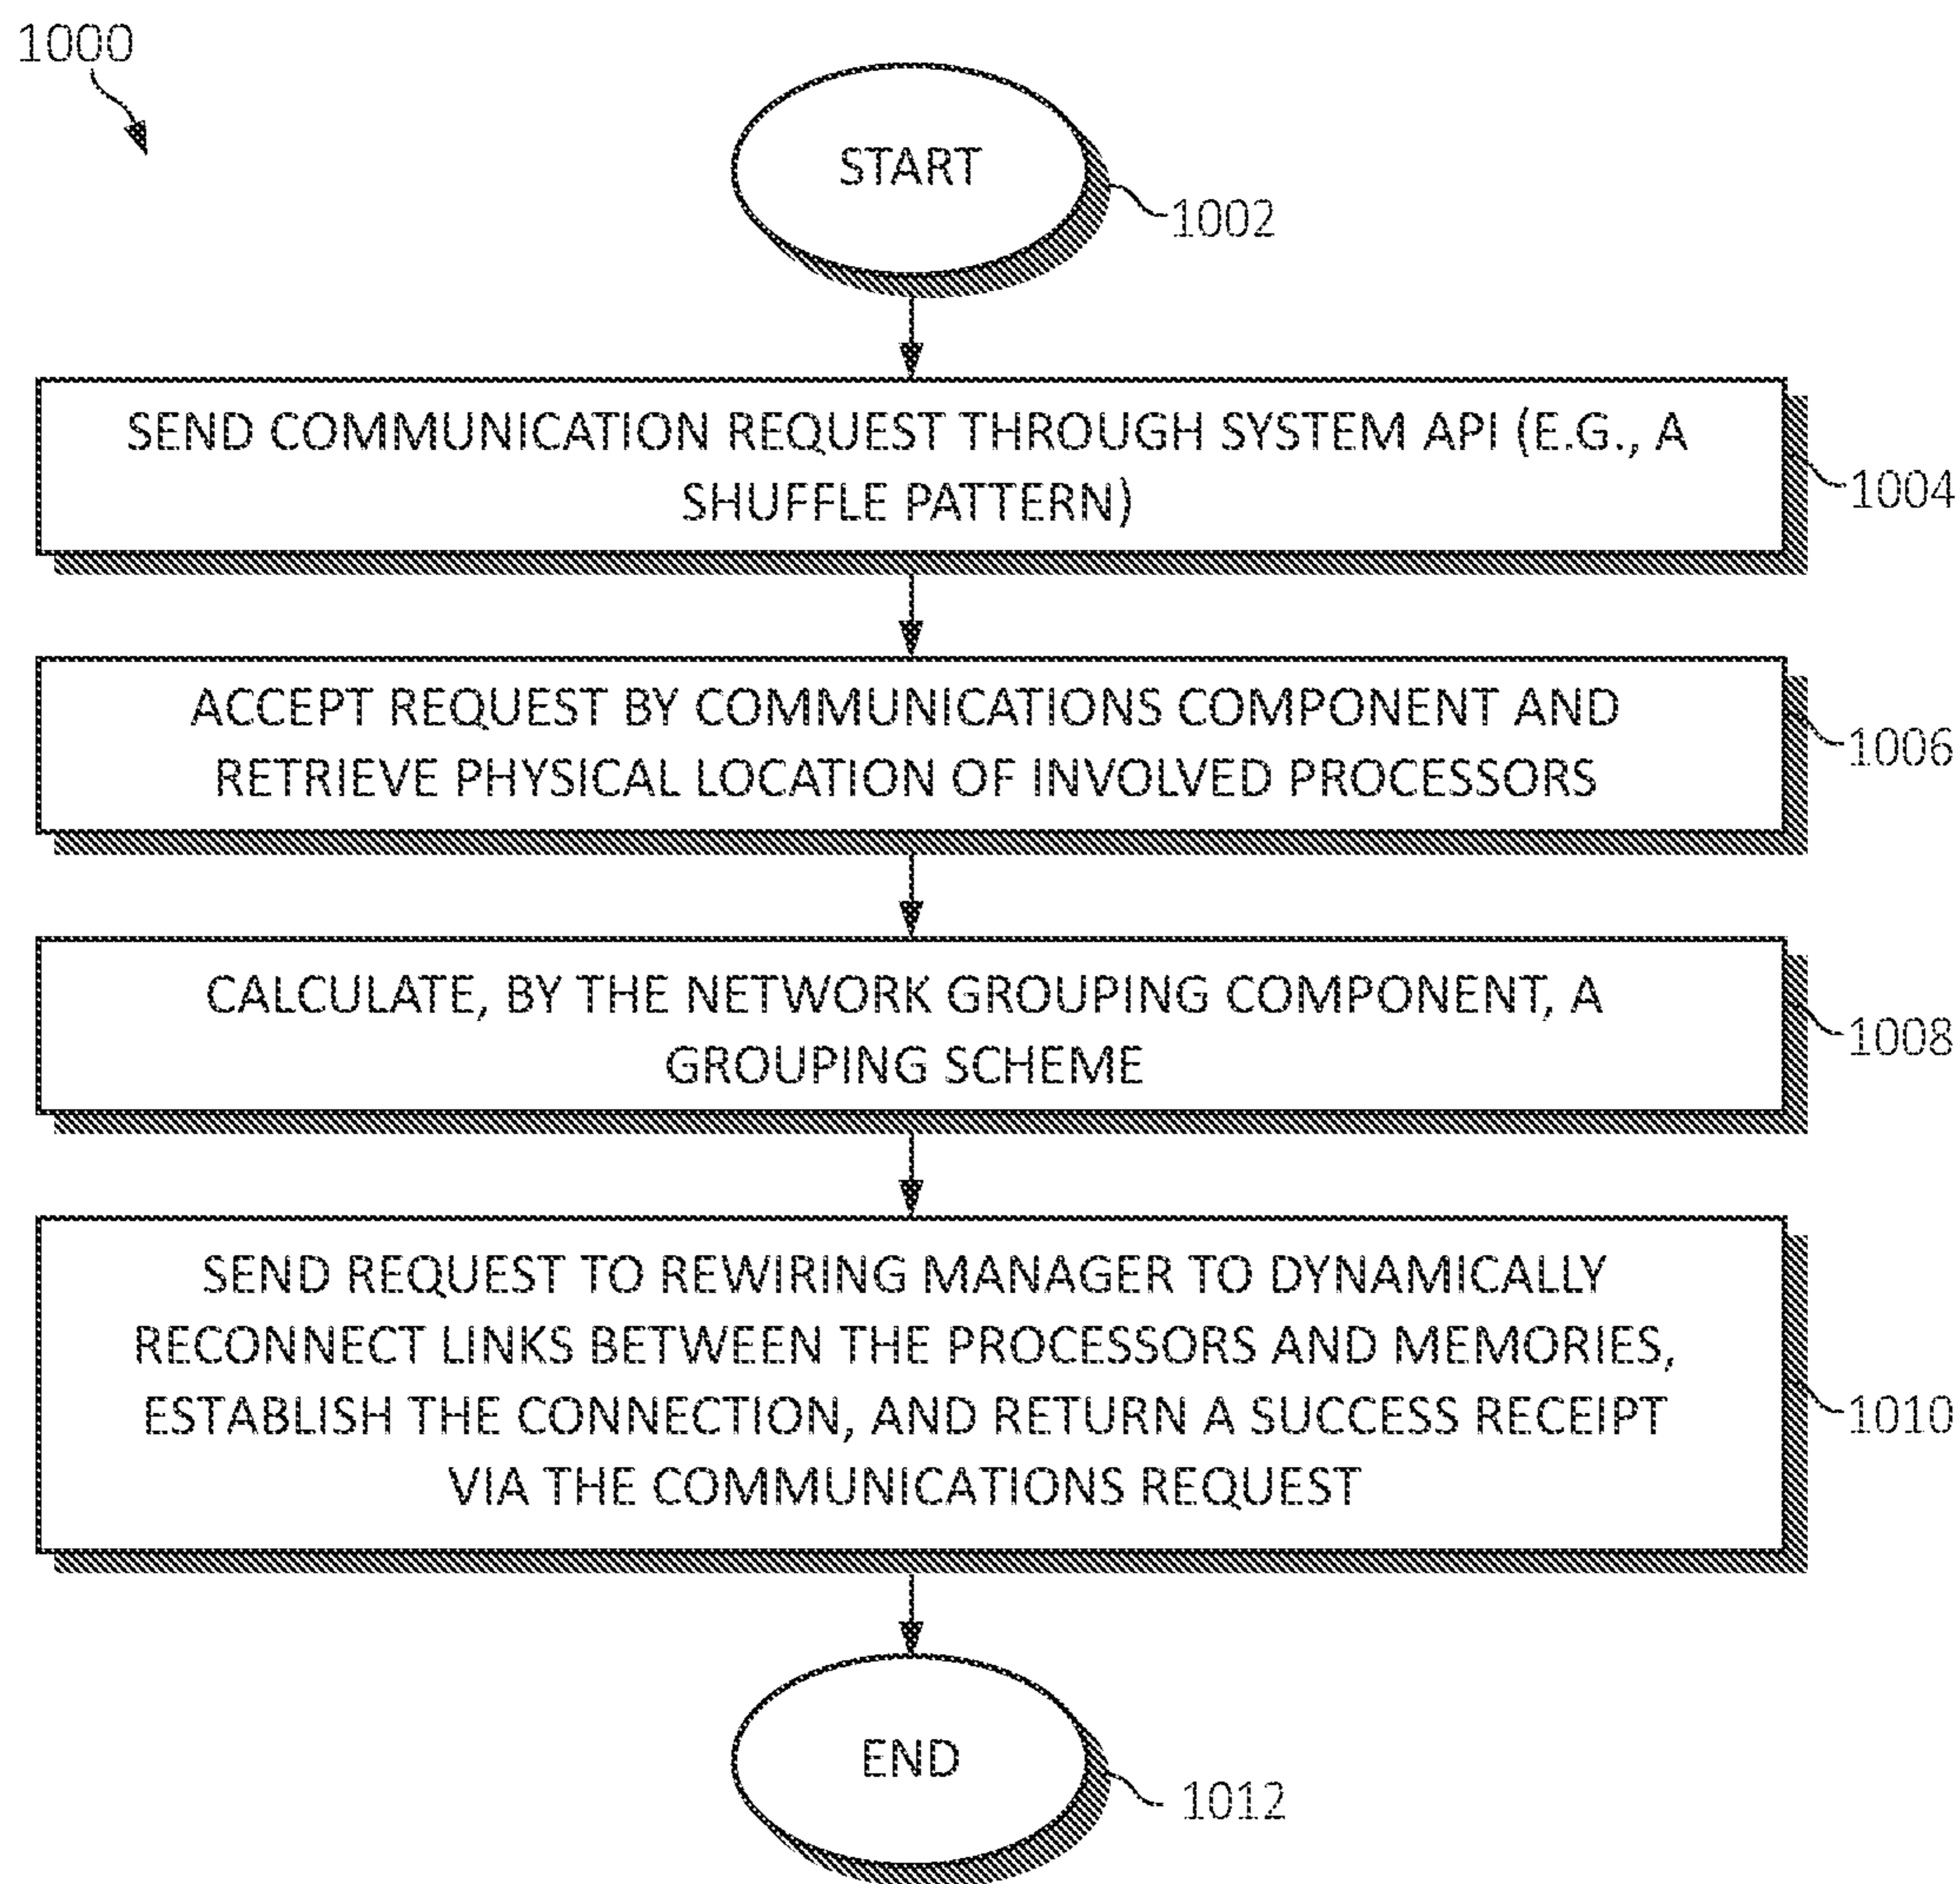 1000
START
1002
SEND COMMUNICATION REQUEST THROUGH SYSTEM API (E.G., A
SHUFFLE PATTERN)
1004
ACCEPT REQUEST BY COMMUNICATIONS COMPONENT AND
RETRIEVE PHYSICAL LOCATION OF INVOLVED PROCESSORS
1006
CALCULATE, BY THE NETWORK GROUPING COMPONENT, A
GROUPING SCHEME
1008
SEND REQUEST TO REWIRING MANAGER TO DYNAMICALLY
RECONNECT LINKS BETWEEN THE PROCESSORS AND MEMORIES,
ESTABLISH THE CONNECTION, AND RETURN A SUCCESS RECEIPT
VIA THE COMMUNICATIONS REQUEST
1010
END
1012